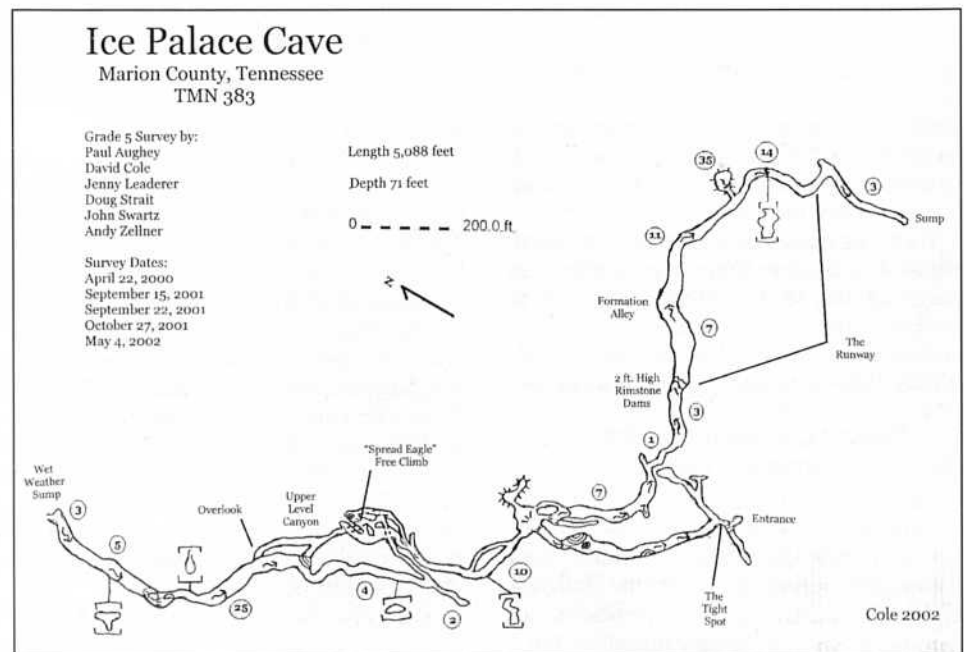 Ice Palace Cave
Marion County, Tennessee
TMN 383
Grade 5 Survey by:
Paul Aughey
David Cole
Jenny Leaderer
Doug Strait
John Swartz
Andy Zellner
Length 5,088 feet
Depth 71 feet
0 200.0 ft.
Survey Dates:
April 22, 2000
September 15, 2001
September 22, 2001
October 27, 2001
May 4, 2002
N
35
14
3
Sump
11
Formation
Alley
7
The
Runway
2 ft. High
Rimstone
Dams
3
1
"Spread Eagle"
Free Climb
Wet
Weather
Sump
3
Overlook
Upper
Level
Canyon
7
Entrance
5
25
4
2
10
The
Tight
Spot
Cole 2002